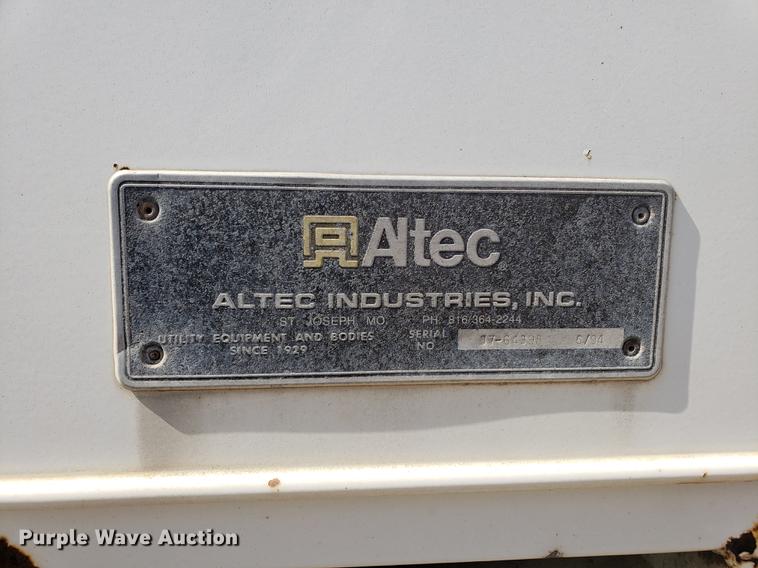 Altec
ALTEC INDUSTRIES, INC.
ST. JOSEPH MO. PH. 816/364-2244
UTILITY EQUIPMENT AND BODIES
SINCE 1929
SERIAL
NO
Purple Wave Auction